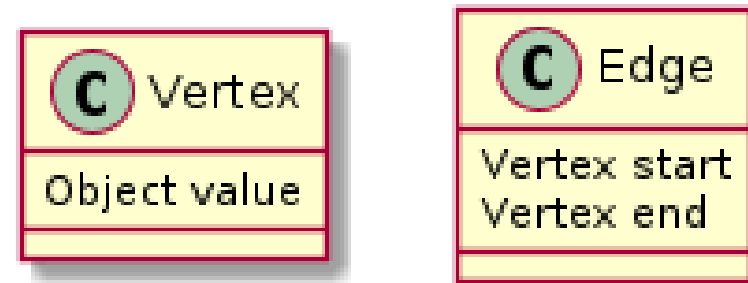 C Vertex
Object value
C Edge
Vertex start
Vertex end